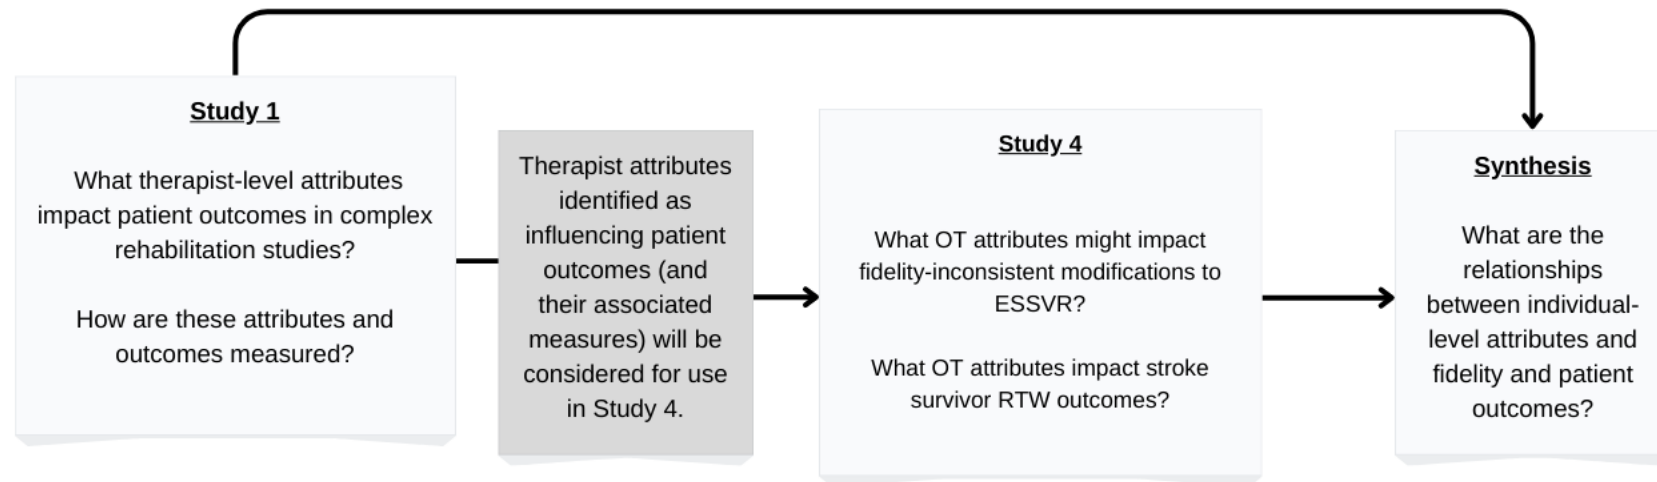 Study 1
What therapist-level attributes
impact patient outcomes in complex
rehabilitation studies?
How are these attributes and
outcomes measured?
Therapist attributes
identified as
influencing patient
outcomes (and
their associated
measures) will be
considered for use
in Study 4.
Study 4
What OT attributes might impact
fidelity-inconsistent modifications to
ESSVR?
What OT attributes impact stroke
survivor RTW outcomes?
Synthesis
What are the
relationships
between individual-
level attributes and
fidelity and patient
outcomes?